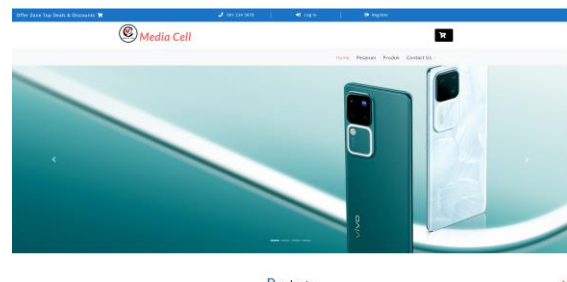 Offer Zone Top Deals & Discounts
Log In
Register
Media Cell
Home Pesanan Produk Contact Us
vivo